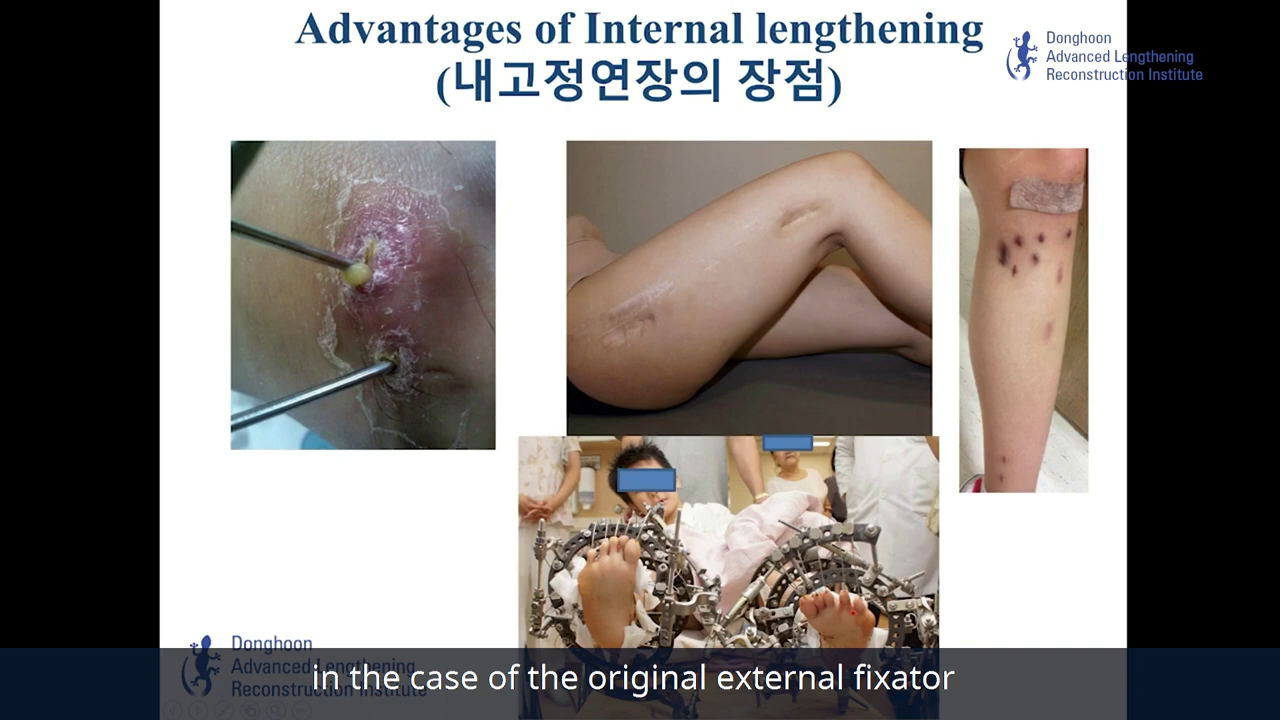 Advantages of Internal lengthening
(내고정연장의 장점)
Donghoon
Advanced Lengthening
Reconstruction Institute
Donghoon
Advanced Lengthening
Reconstruction Institute
in the case of the original external fixator